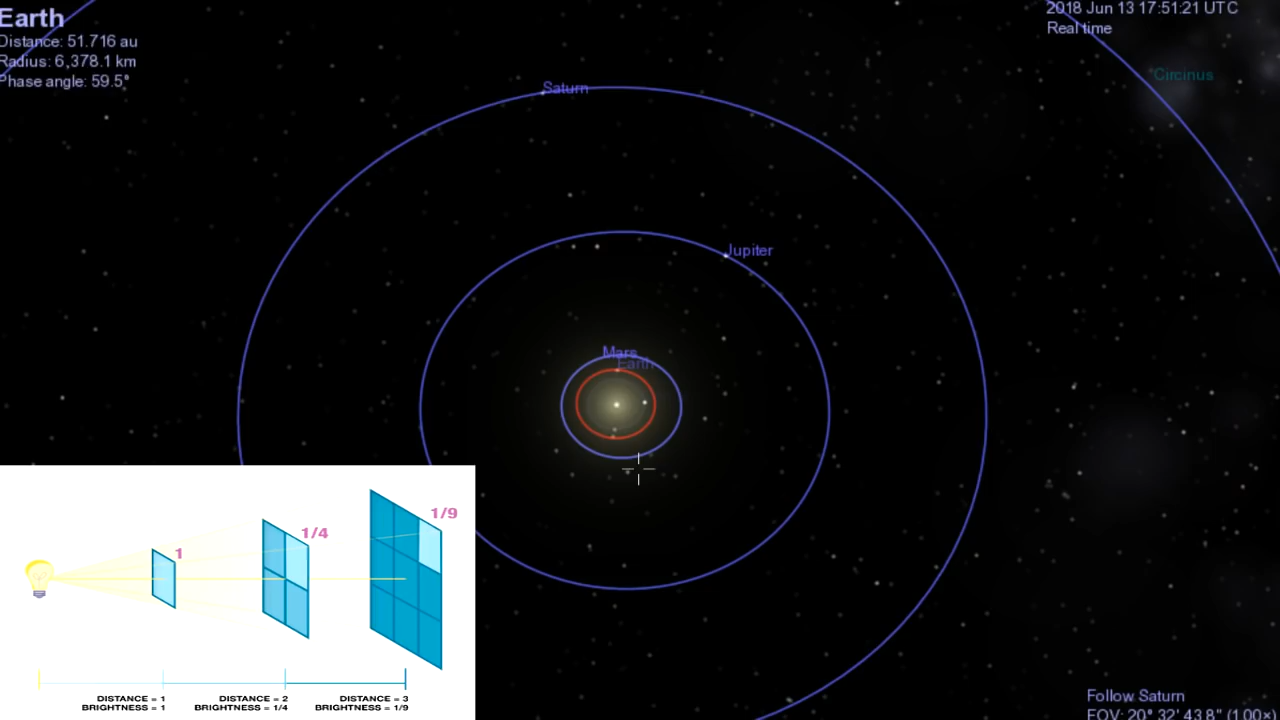 Earth
Distance: 51.716 au
Radius: 6,378.1 km
Phase angle: 59.5°
2018 Jun 13 17:51:21 UTC
Real time
Circinus
Saturn
Jupiter
Mars
Earth
1
1/4
1/9
DISTANCE = 1
BRIGHTNESS = 1
DISTANCE = 2
BRIGHTNESS = 1/4
DISTANCE = 3
BRIGHTNESS = 1/9
Follow Saturn
FOV: 20° 32' 43.8" (1.00×)